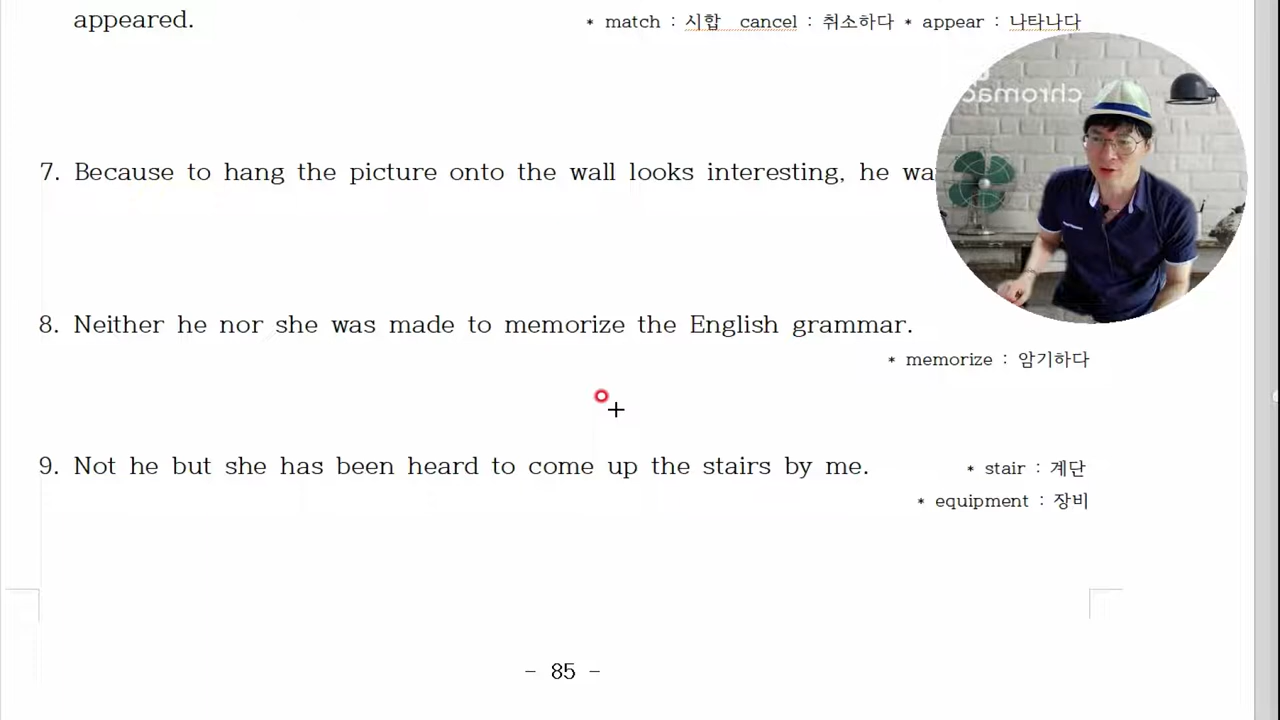 appeared.
* match : 시합 cancel : 취소하다 * appear : 나타나다
7. Because to hang the picture onto the wall looks interesting, he
8. Neither he nor she was made to memorize the English grammar.
* memorize : 암기하다
9. Not he but she has been heard to come up the stairs by me.
* stair : 계단
* equipment : 장비
- 85 -